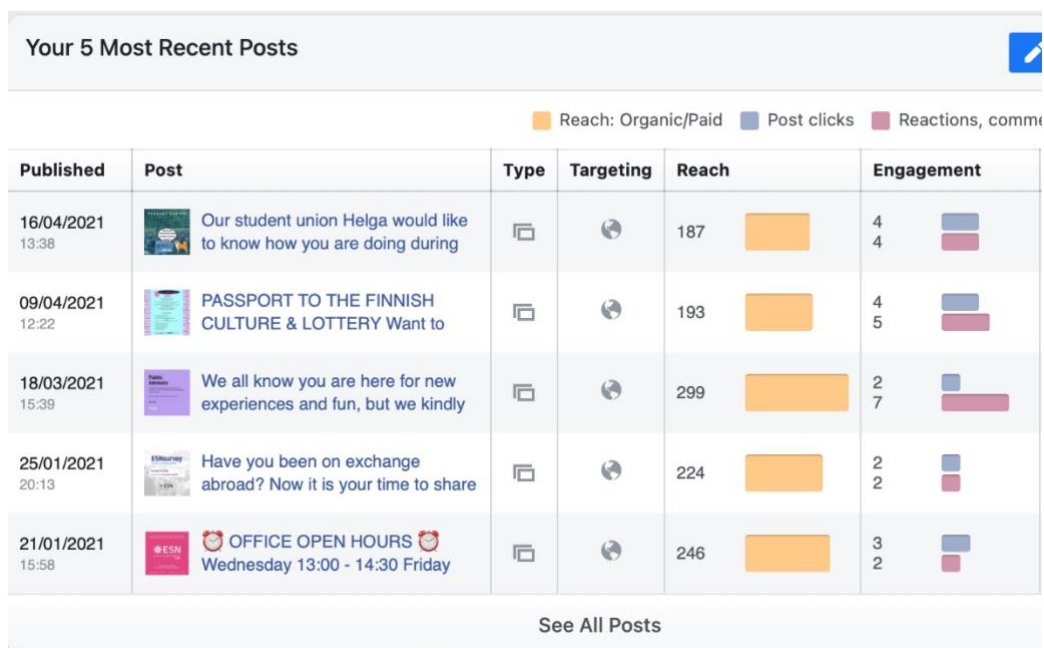 Your 5 Most Recent Posts
Reach: Organic/Paid Post clicks Reactions, comme
Published Post Type Targeting Reach Engagement
16/04/2021
13:38
Our student union Helga would like
to know how you are doing during
187
4
4
09/04/2021
12:22
PASSPORT TO THE FINNISH
CULTURE & LOTTERY Want to
193
4
5
18/03/2021
15:39
We all know you are here for new
experiences and fun, but we kindly
299
2
7
25/01/2021
20:13
Have you been on exchange
abroad? Now it is your time to share
224
2
2
21/01/2021
15:58
ESN
⏰ OFFICE OPEN HOURS ⏰
Wednesday 13:00 - 14:30 Friday
246
3
2
See All Posts